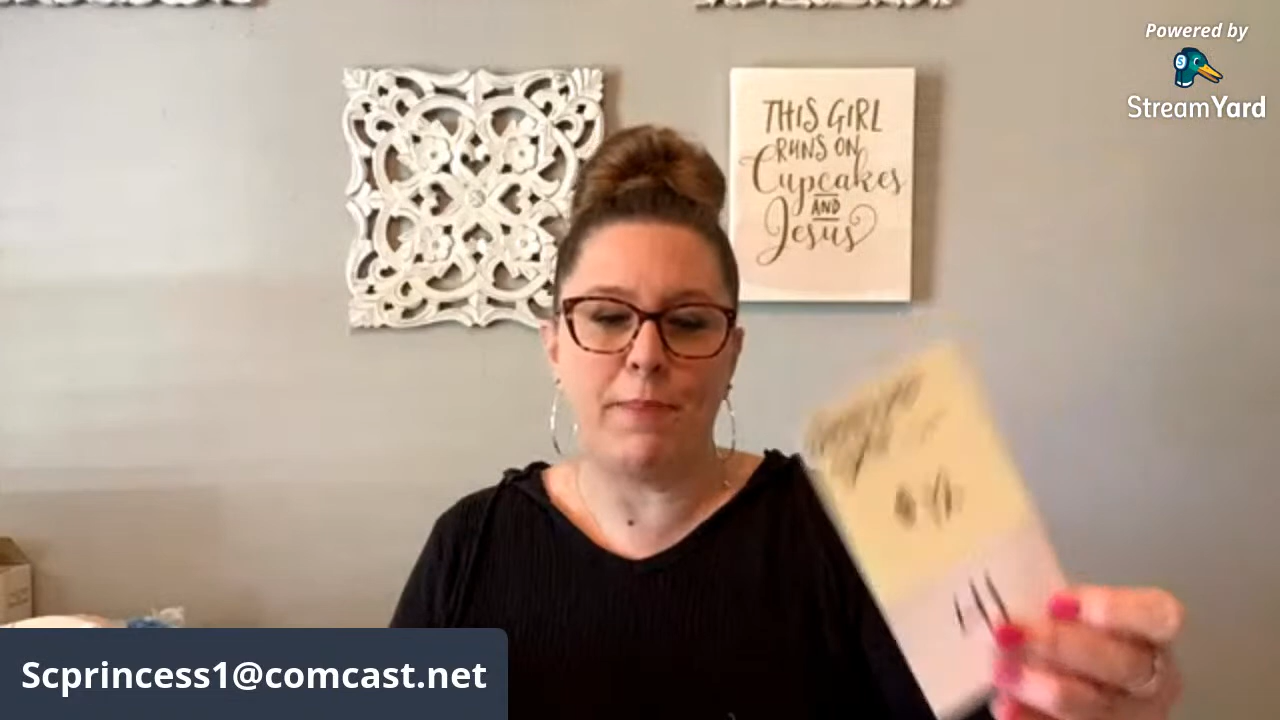 Powered by
StreamYard
THIS GIRL
RUNS ON
Cupcakes
AND
Jesus
Scprincess1@comcast.net